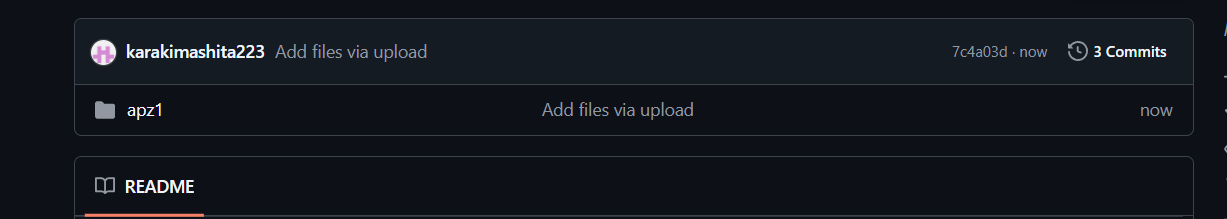 karakimashita223 Add files via upload 7c4a03d · now 3 Commits
apz1 Add files via upload now
README